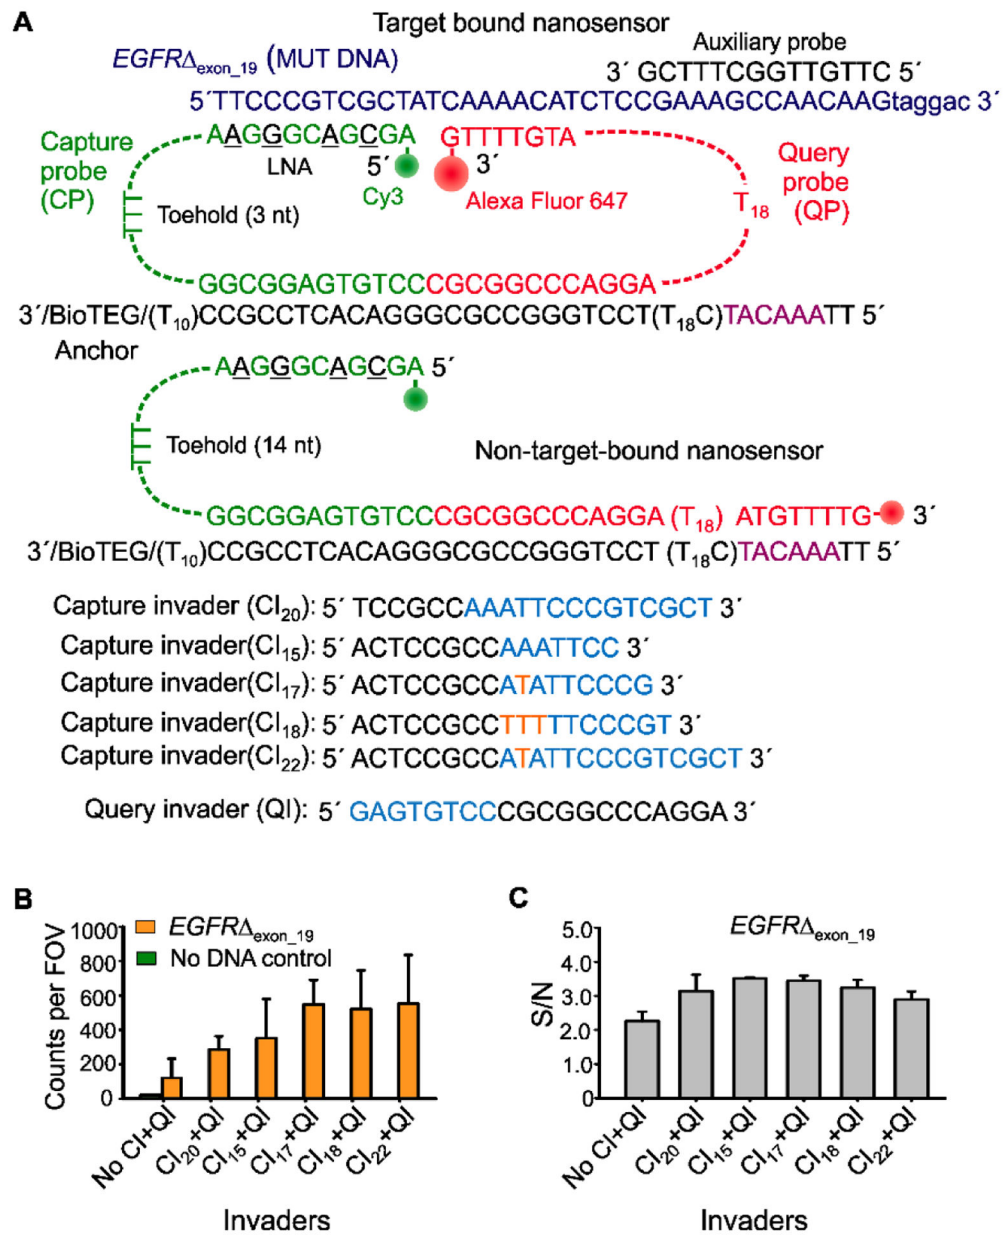 A
Target bound nanosensor
EGFRΔexon_19 (MUT DNA)
Auxiliary probe
3´ GCTTTCGGTTGTTC 5´
5´TTCCCGTCGCTATCAAAACATCTCCGAAAGCCAACAAGtaggac 3´
Capture probe (CP)
AAGGGCAGCGA
LNA
5´
Cy3
GTTTTGTA
3´
Alexa Fluor 647
Query probe (QP)
T18
TTT
Toehold (3 nt)
GGCGGAGTGTCCCGCGGCCCAGGA
3´/BioTEG/(T10)CCGCCTCACAGGGCGCCGGGTCCT(T18C)TACAAATT 5´
Anchor
AAGGGCAGCGA 5´
TTT
Toehold (14 nt)
Non-target-bound nanosensor
GGCGGAGTGTCCCGCGGCCCAGGA (T18) ATGTTTTG 3´
3´/BioTEG/(T10)CCGCCTCACAGGGCGCCGGGTCCT (T18C)TACAAATT 5´
Capture invader (CI20): 5´ TCCGCCAAATTCCCGTCGCT 3´
Capture invader(CI15): 5´ ACTCCGCCAAATTCC 3´
Capture invader(CI17): 5´ ACTCCGCCATATTCCCG 3´
Capture invader(CI18): 5´ ACTCCGCCTTTTTCCCGT 3´
Capture invader(CI22): 5´ ACTCCGCCATATTCCCGTCGCT 3´
Query invader (QI): 5´ GAGTGTCCCGCGGCCCAGGA 3´
B
EGFRΔexon_19
No DNA control
Counts per FOV
1000
800
600
400
200
0
No CI+QI
CI20+QI
CI15+QI
CI17+QI
CI18+QI
CI22+QI
Invaders
C
EGFRΔexon_19
S/N
5.0
4.0
3.0
2.0
1.0
0
No CI+QI
CI20+QI
CI15+QI
CI17+QI
CI18+QI
CI22+QI
Invaders